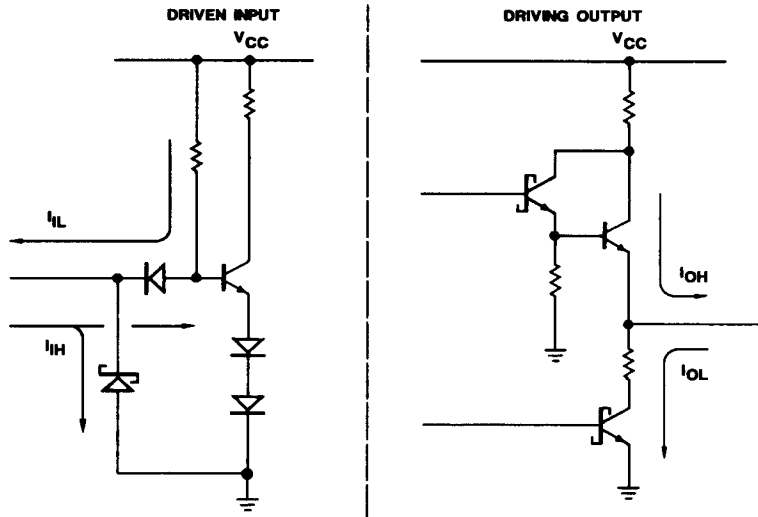 DRIVEN INPUT
VCC
IIL
IIH
DRIVING OUTPUT
VCC
IOH
IOL